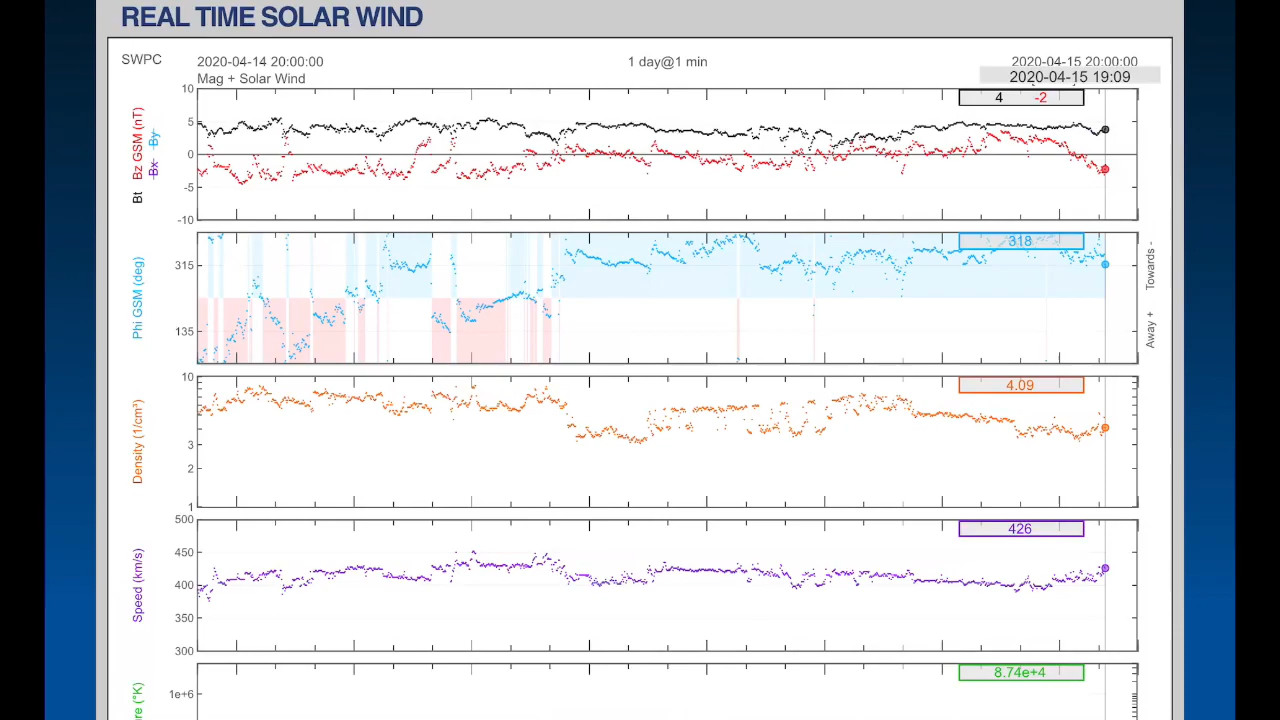 REAL TIME SOLAR WIND
SWPC
2020-04-14 20:00:00
1 day@1 min
2020-04-15 20:00:00
Mag + Solar Wind
2020-04-15 19:09
Bt Bz GSM (nT)
Bx By
10
5
0
-5
-10
4 -2
Phi GSM (deg)
315
135
318
Away + Towards -
Density (1/cm³)
10
3
2
1
4.09
Speed (km/s)
500
450
400
350
300
426
re (°K)
1e+6
8.74e+4